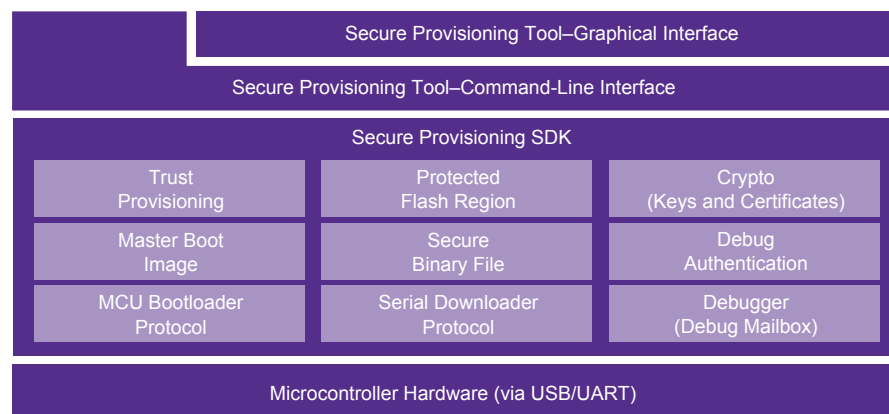 Secure Provisioning Tool–Graphical Interface
Secure Provisioning Tool–Command-Line Interface
Secure Provisioning SDK
Trust
Provisioning
Protected
Flash Region
Crypto
(Keys and Certificates)
Master Boot
Image
Secure
Binary File
Debug
Authentication
MCU Bootloader
Protocol
Serial Downloader
Protocol
Debugger
(Debug Mailbox)
Microcontroller Hardware (via USB/UART)